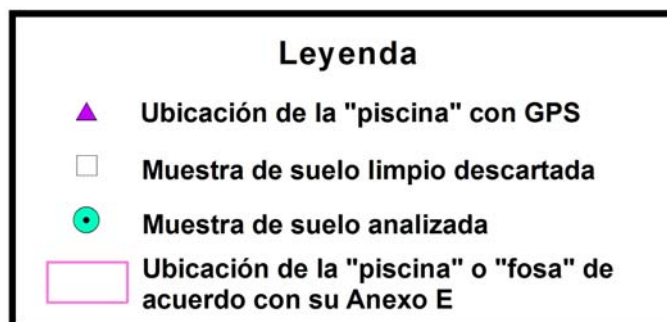 Leyenda
Ubicación de la "piscina" con GPS
Muestra de suelo limpio descartada
Muestra de suelo analizada
Ubicación de la "piscina" o "fosa" de
acuerdo con su Anexo E